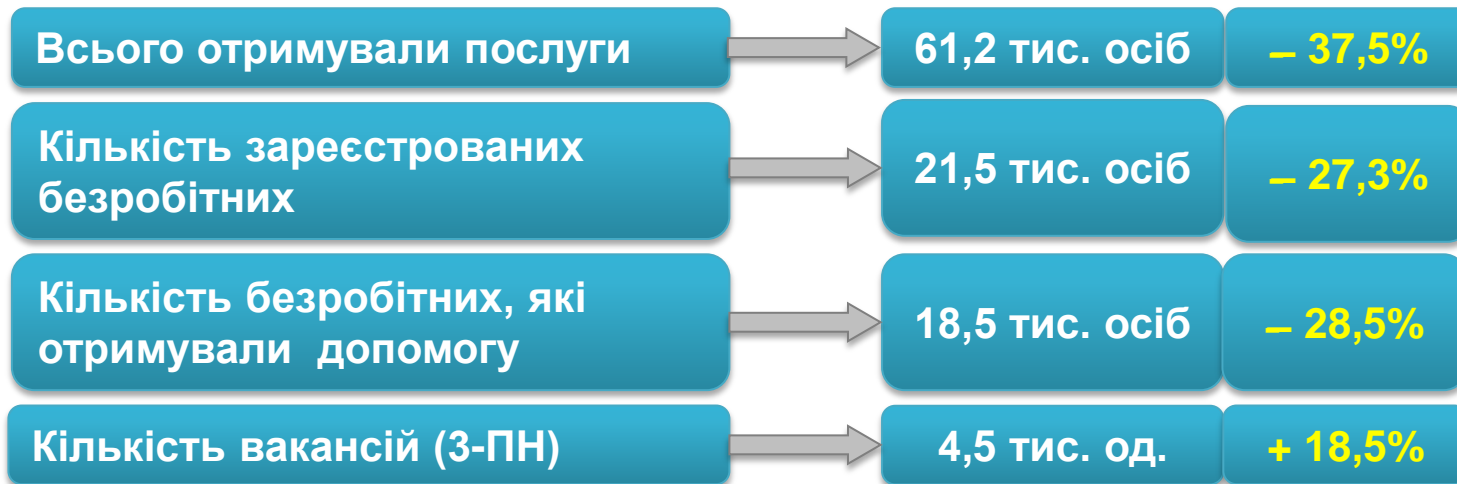 Всього отримували послуги 61,2 тис. осіб – 37,5%
Кількість зареєстрованих
безробітних
21,5 тис. осіб – 27,3%
Кількість безробітних, які
отримували допомогу
18,5 тис. осіб – 28,5%
Кількість вакансій (3-ПН) 4,5 тис. од. + 18,5%